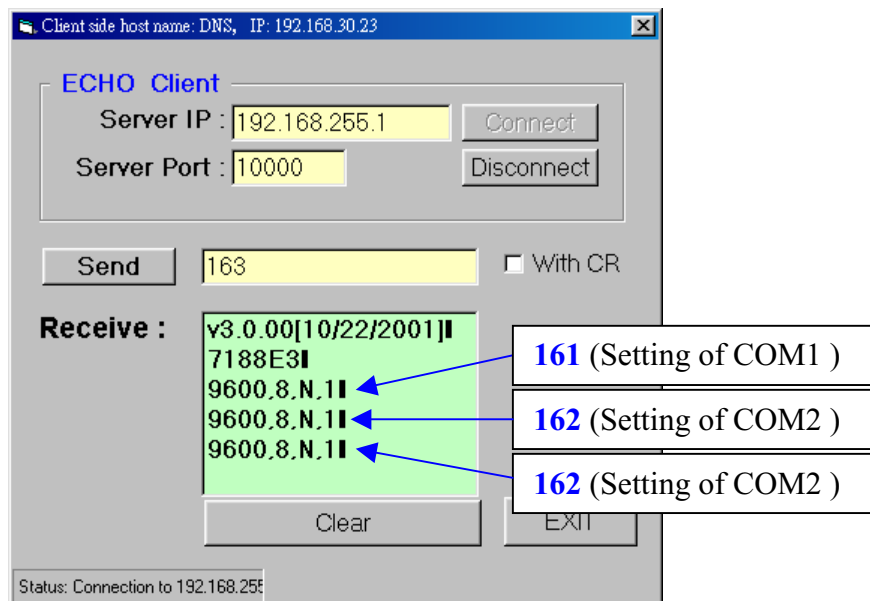 Client side host name: DNS, IP: 192.168.30.23
ECHO Client
Server IP : 192.168.255.1 Connect
Server Port : 10000 Disconnect
Send 163 With CR
Receive :
v3.0.00[10/22/2001]
7188E3
9600,8,N,1
9600,8,N,1
9600,8,N,1
161 (Setting of COM1 )
162 (Setting of COM2 )
162 (Setting of COM2 )
Clear EXIT
Status: Connection to 192.168.255